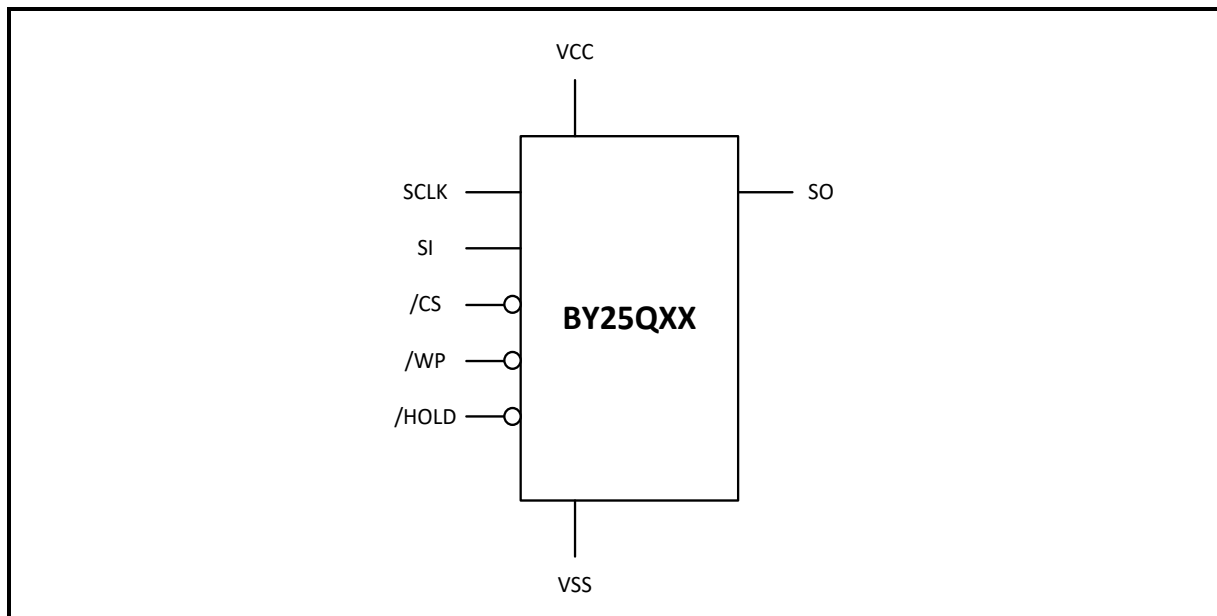 VCC
SCLK
SO
SI
/CS
BY25QXX
/WP
/HOLD
VSS